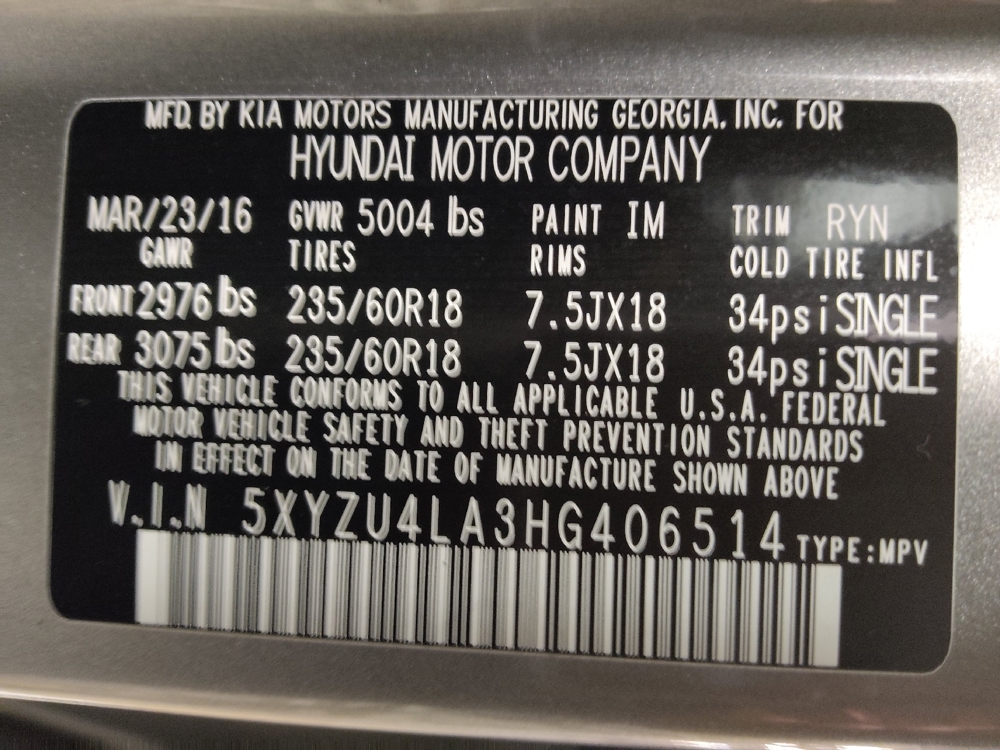 MFD. BY KIA MOTORS MANUFACTURING GEORGIA. INC. FOR
HYUNDAI MOTOR COMPANY
MAR/23/16 GVWR 5004 lbs PAINT IM TRIM RYN
GAWR TIRES RIMS COLD TIRE INFL
FRONT 2976 lbs 235/60R18 7.5JX18 34psi SINGLE
REAR 3075 lbs 235/60R18 7.5JX18 34psi SINGLE
THIS VEHICLE CONFORMS TO ALL APPLICABLE U.S.A. FEDERAL
MOTOR VEHICLE SAFETY AND THEFT PREVENTION STANDARDS
IN EFFECT ON THE DATE OF MANUFACTURE SHOWN ABOVE
V.I.N 5XYZU4LA3HG406514 TYPE:MPV